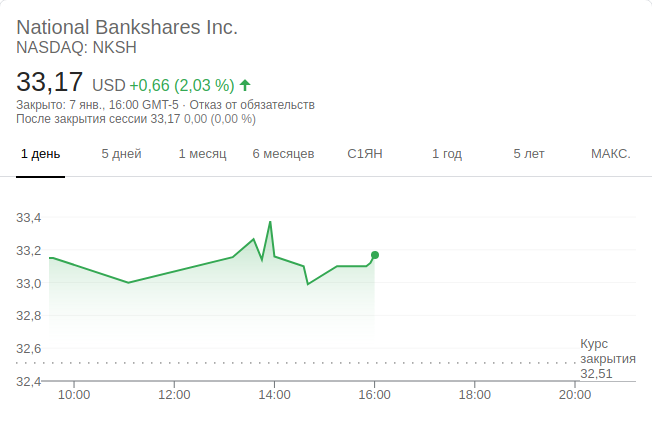 National Bankshares Inc.
NASDAQ: NKSH
33,17 USD +0,66 (2,03 %)
Закрыто: 7 янв., 16:00 GMT-5 · Отказ от обязательств
После закрытия сессии 33,17 0,00 (0,00 %)
1 день 5 дней 1 месяц 6 месяцев С1ЯН 1 год 5 лет МАКС.
33,4
33,2
33,0
32,8
32,6
32,4
Курс
закрытия
32,51
10:00 12:00 14:00 16:00 18:00 20:00